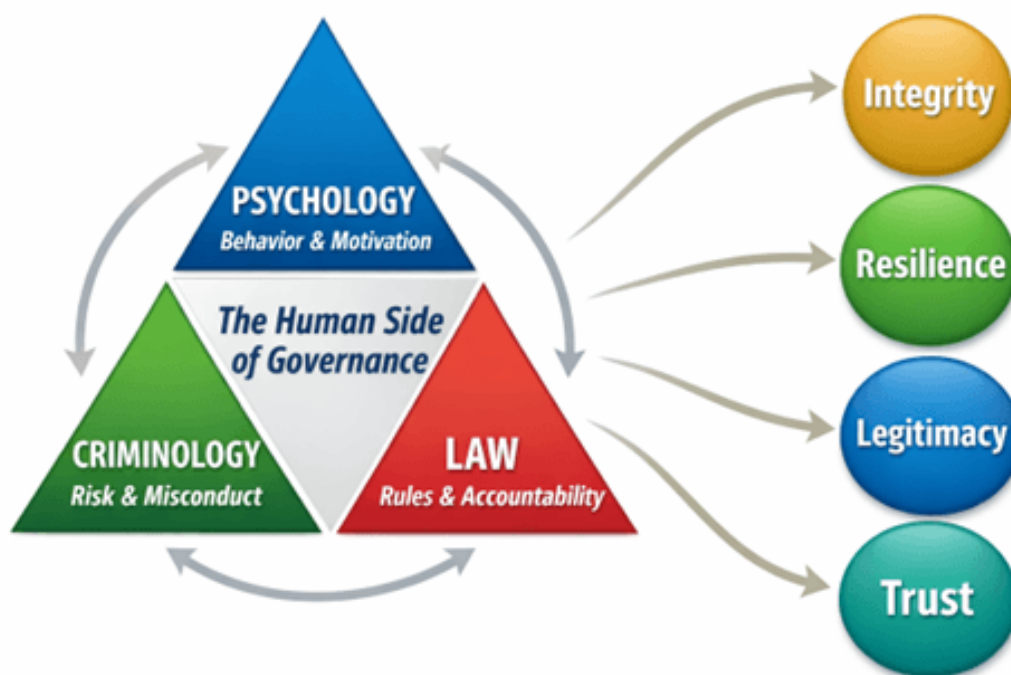 PSYCHOLOGY
Behavior & Motivation
The Human Side
of Governance
CRIMINOLOGY
Risk & Misconduct
LAW
Rules & Accountability
Integrity
Resilience
Legitimacy
Trust